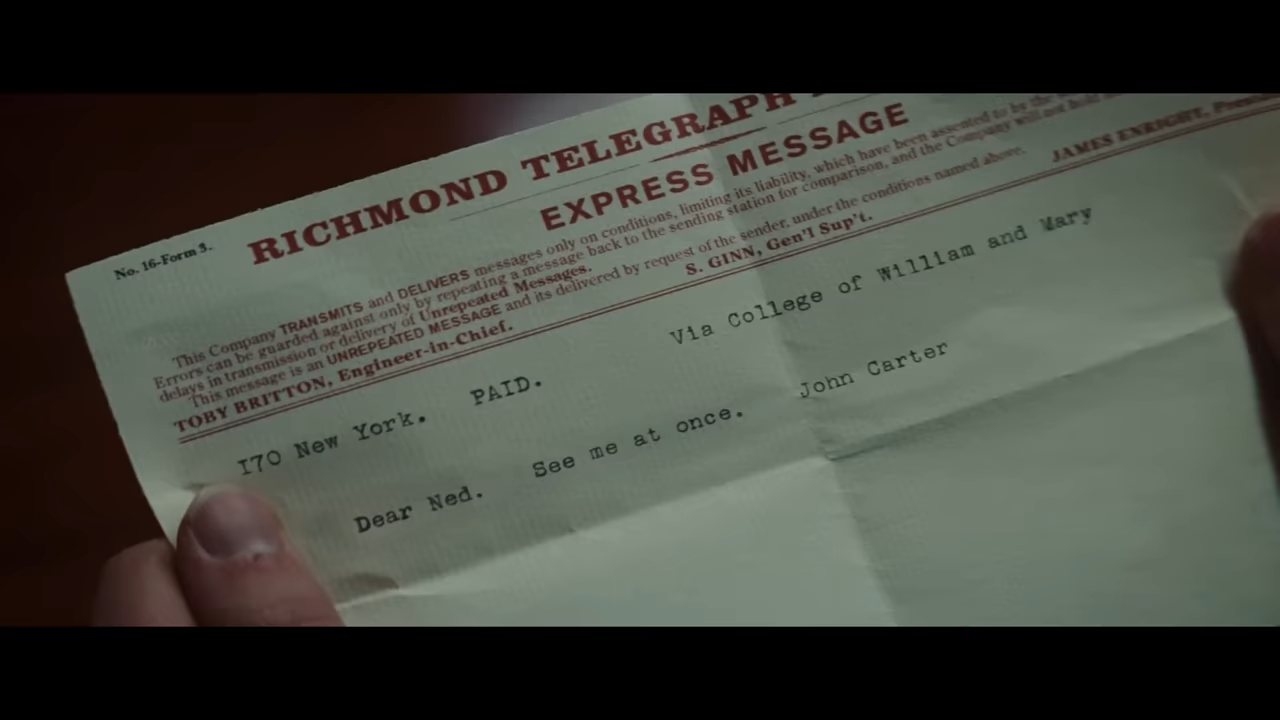 No. 16-Form 5.
RICHMOND TELEGRAPH
EXPRESS MESSAGE
This Company TRANSMITS and DELIVERS messages only on conditions, limiting its liability, which have been assented to by the
Errors can be guarded against only by repeating a message back to the sending station for comparison, and the Company will not hold
delays in transmission or delivery of Unrepeated Messages.
This message is an UNREPEATED MESSAGE and its delivered by request of the sender, under the conditions named above.
TOBY BRITTON, Engineer-in-Chief. S. GINN, Gen'l Sup't. JAMES ENRIGHT,
170 New York. PAID. Via College of William and Mary
Dear Ned. See me at once. John Carter